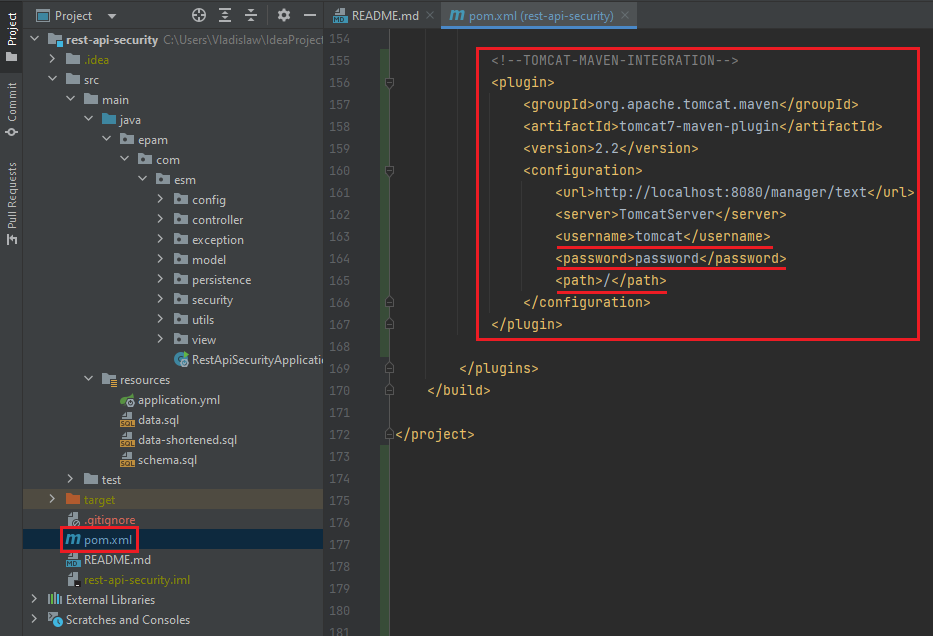 Project
Commit
Pull Requests
Project
rest-api-security C:\Users\Vladislaw\IdeaProject
.idea
src
main
java
epam
com
esm
config
controller
exception
model
persistence
security
utils
view
RestApiSecurityApplicatio
resources
application.yml
data.sql
data-shortened.sql
schema.sql
test
target
.gitignore
pom.xml
README.md
rest-api-security.iml
External Libraries
Scratches and Consoles
README.md
pom.xml (rest-api-security)
154
155 <!--TOMCAT-MAVEN-INTEGRATION-->
156 <plugin>
157 <groupId>org.apache.tomcat.maven</groupId>
158 <artifactId>tomcat7-maven-plugin</artifactId>
159 <version>2.2</version>
160 <configuration>
161 <url>http://localhost:8080/manager/text</url>
162 <server>TomcatServer</server>
163 <username>tomcat</username>
164 <password>password</password>
165 <path>/</path>
166 </configuration>
167 </plugin>
168
169 </plugins>
170 </build>
171
172 </project>
173
174
175
176
177
178
179
180
181